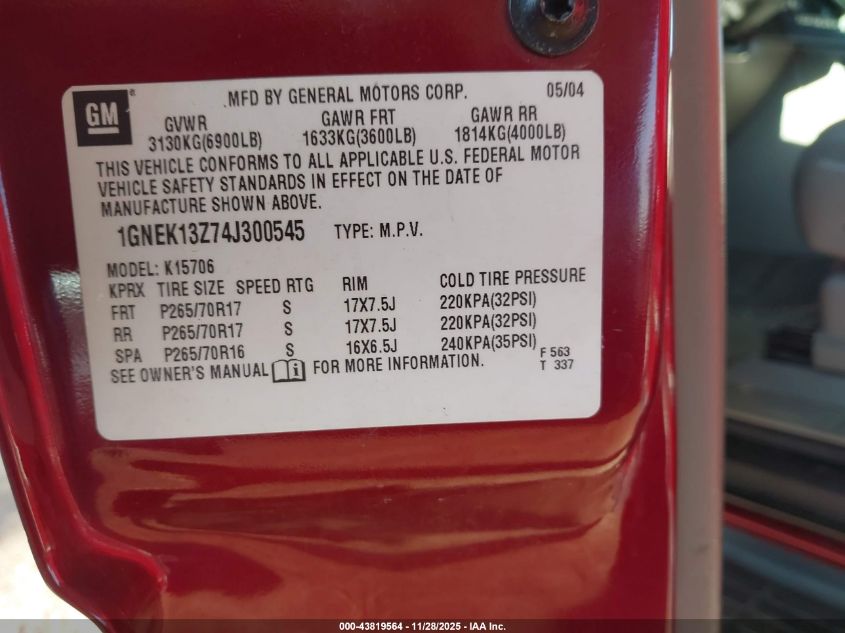 GM
MFD BY GENERAL MOTORS CORP. 05/04
GVWR GAWR FRT GAWR RR
3130KG(6900LB) 1633KG(3600LB) 1814KG(4000LB)
THIS VEHICLE CONFORMS TO ALL APPLICABLE U.S. FEDERAL MOTOR
VEHICLE SAFETY STANDARDS IN EFFECT ON THE DATE OF
MANUFACTURE SHOWN ABOVE.
1GNEK13Z74J300545 TYPE: M.P.V.
MODEL: K15706
KPRX TIRE SIZE SPEED RTG RIM COLD TIRE PRESSURE
FRT P265/70R17 S 17X7.5J 220KPA(32PSI)
RR P265/70R17 S 17X7.5J 220KPA(32PSI)
SPA P265/70R16 S 16X6.5J 240KPA(35PSI)
SEE OWNER'S MANUAL FOR MORE INFORMATION.
F 563
T 337
000-43819564 | 11/28/2025 - IAA Inc.